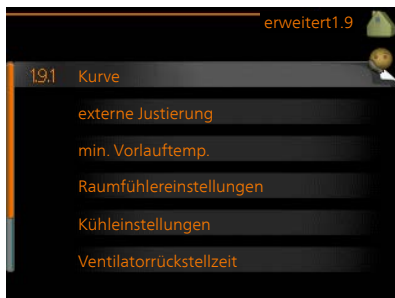 erweitert1.9
1.9.1 Kurve
externe Justierung
min. Vorlauftemp.
Raumfühlereinstellungen
Kühleinstellungen
Ventilatorrückstellzeit